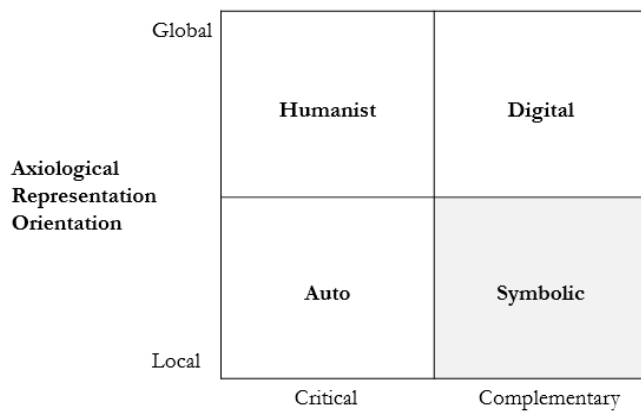 Global
Humanist Digital
Axiological
Representation
Orientation
Auto Symbolic
Local
Critical Complementary